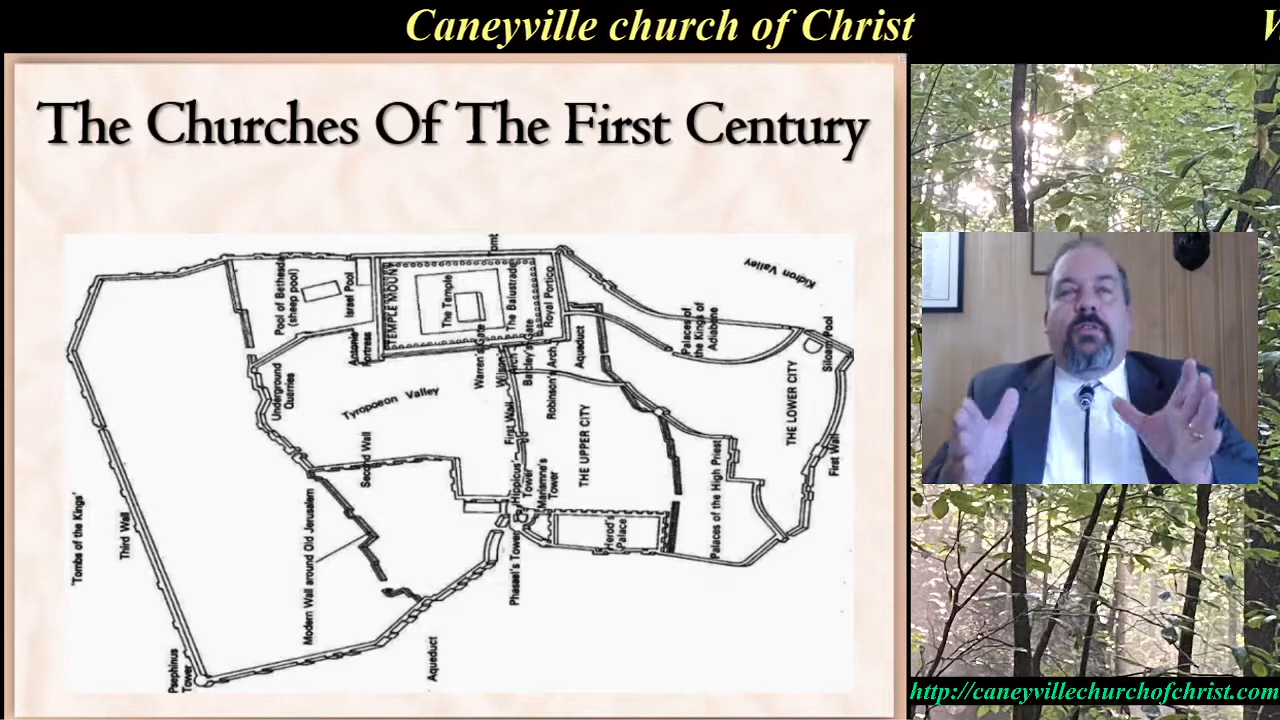 Caneyville church of Christ
The Churches Of The First Century
Pool of Bethesda
(sheep pool)
Israel Pool
Antonia
Fortress
TEMPLE MOUNT
The Temple
The Balustrade
Royal Portico
Warren's Gate
Wilson's
Arch
Barcley's Gate
Robinson's Arch
Aqueduct
Kidron Valley
Palaces of
the Kings of
Adiabene
Siloam Pool
THE LOWER CITY
First Wall
Underground
Querries
Tyropoeon Valley
Second Wall
First Wall
THE UPPER CITY
Hippicus'
Tower
Mariamne's
Tower
Phasael's Tower
Herod's
Palace
Palaces of the High Priest
'Tombs of the Kings'
Third Wall
Modern Wall around Old Jerusalem
Psephinus
Tower
Aqueduct
http://caneyvillechurchofchrist.com